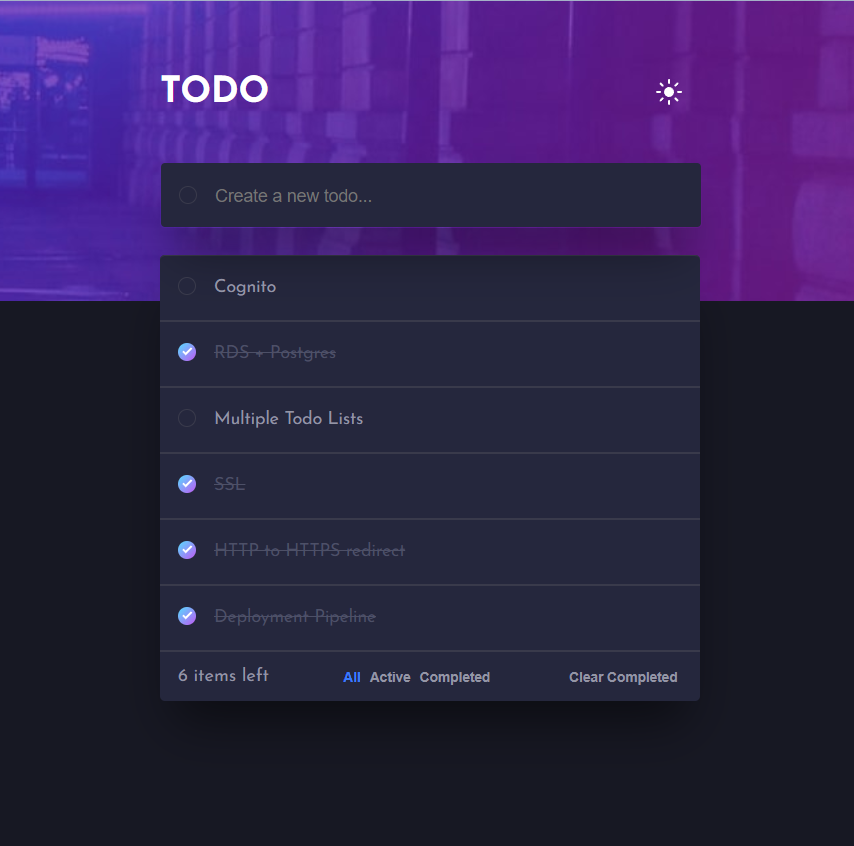 TODO
Create a new todo...
Cognito
RDS + Postgres
Multiple Todo Lists
SSL
HTTP to HTTPS redirect
Deployment Pipeline
6 items left All Active Completed Clear Completed